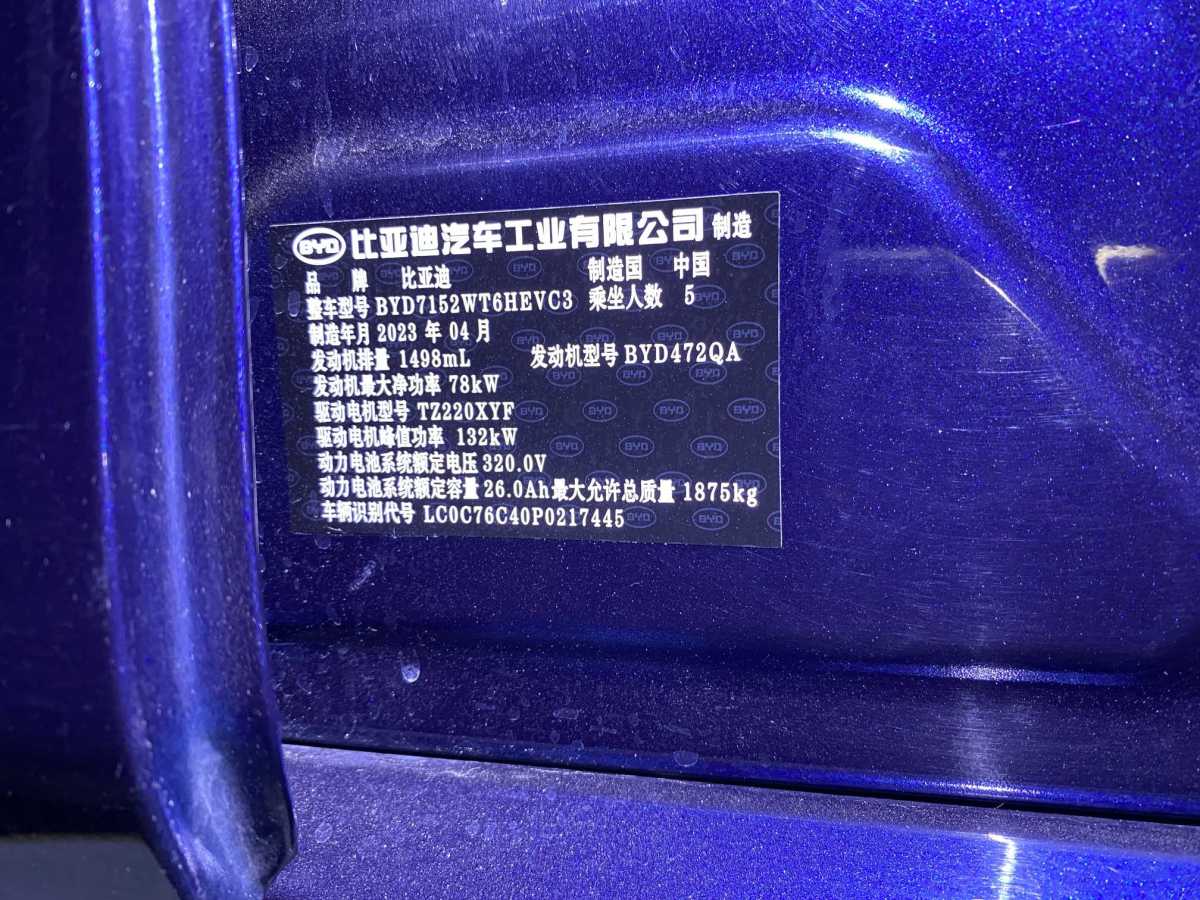 BYD 比亚迪汽车工业有限公司 制造
品 牌 比亚迪 制造国 中国
整车型号 BYD7152WT6HEVC3 乘坐人数 5
制造年月 2023 年 04 月
发动机排量 1498mL 发动机型号 BYD472QA
发动机最大净功率 78kW
驱动电机型号 TZ220XYF
驱动电机峰值功率 132kW
动力电池系统额定电压 320.0V
动力电池系统额定容量 26.0Ah 最大允许总质量 1875kg
车辆识别代号 LC0C76C40P0217445